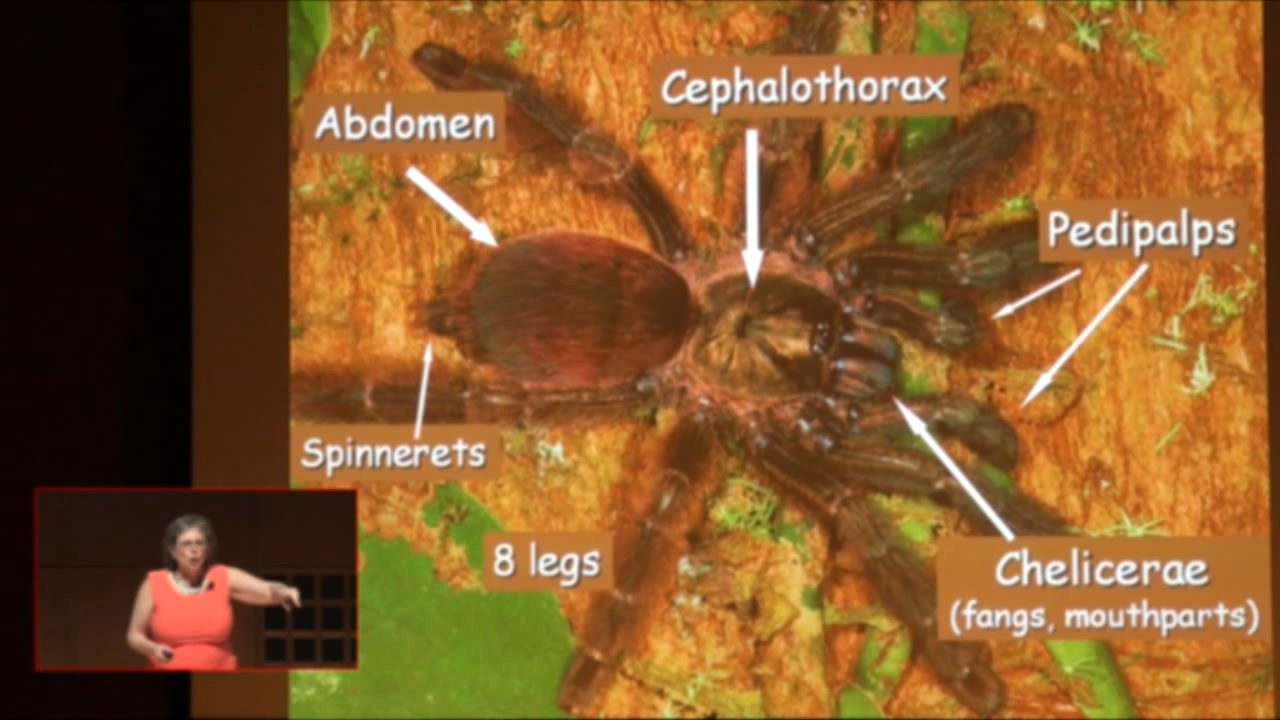 Cephalothorax
Abdomen
Pedipalps
Spinnerets
8 legs
Chelicerae
(fangs, mouthparts)